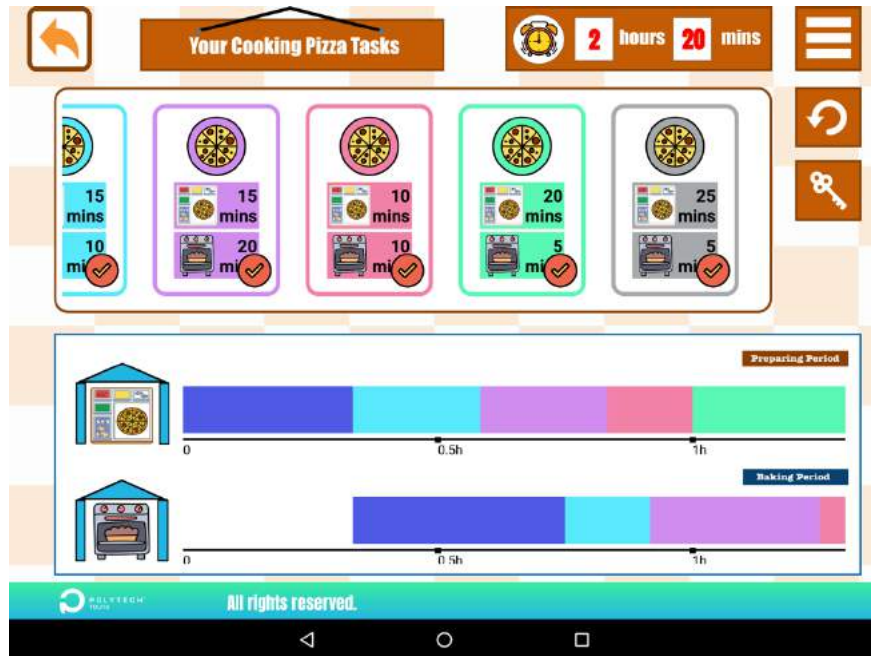 Your Cooking Pizza Tasks
2 hours 20 mins
15 mins
10
15 mins
20
10 mins
10
20 mins
5
25 mins
5
Preparing Period
0 0.5h 1h
Baking Period
0 0.5h 1h
POLYTECH
All rights reserved.